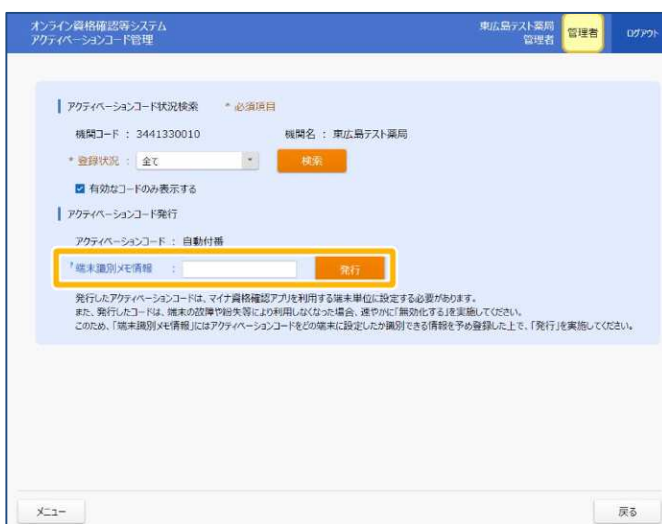 オンライン資格確認等システム
アクティベーションコード管理
東広島テスト薬局
管理者
管理者
ログアウト
アクティベーションコード状況検索 * 必須項目
機関コード : 3441330010 機関名 : 東広島テスト薬局
* 登録状況 : 全て 検索
有効なコードのみ表示する
アクティベーションコード発行
アクティベーションコード : 自動付番
*端末識別メモ情報 : 発行
発行したアクティベーションコードは、マイナ資格確認アプリを利用する端末単位に設定する必要があります。
また、発行したコードは、端末の故障や紛失等により利用しなくなった場合、速やかに「無効化する」を実施してください。
このため、「端末識別メモ情報」にはアクティベーションコードをどの端末に設定したか識別できる情報を予め登録した上で、「発行」を実施してください。
メニュー 戻る